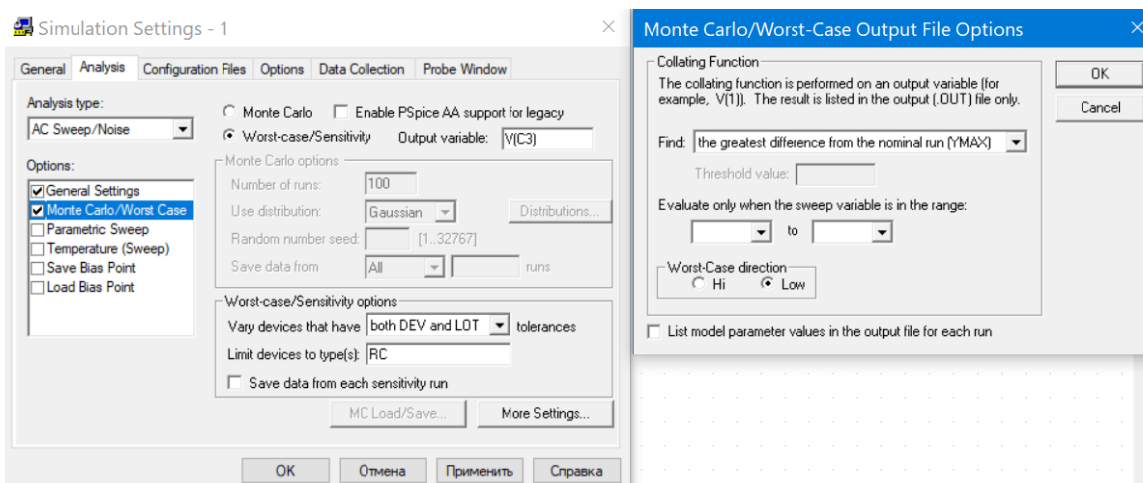 Simulation Settings - 1
General Analysis Configuration Files Options Data Collection Probe Window
Analysis type:
AC Sweep/Noise
Options:
General Settings
Monte Carlo/Worst Case
Parametric Sweep
Temperature (Sweep)
Save Bias Point
Load Bias Point
Monte Carlo Enable PSpice AA support for legacy
Worst-case/Sensitivity Output variable: V(C3)
Monte Carlo options
Number of runs: 100
Use distribution: Gaussian Distributions...
Random number seed: [1..32767]
Save data from All runs
Worst-case/Sensitivity options
Vary devices that have both DEV and LOT tolerances
Limit devices to type(s): RC
Save data from each sensitivity run
MC Load/Save... More Settings...
OK Отмена Применить Справка
Monte Carlo/Worst-Case Output File Options
Collating Function
The collating function is performed on an output variable (for
example, V(1)). The result is listed in the output (.OUT) file only.
Find: the greatest difference from the nominal run (YMAX)
Threshold value:
Evaluate only when the sweep variable is in the range:
to
Worst-Case direction
Hi Low
List model parameter values in the output file for each run
OK
Cancel